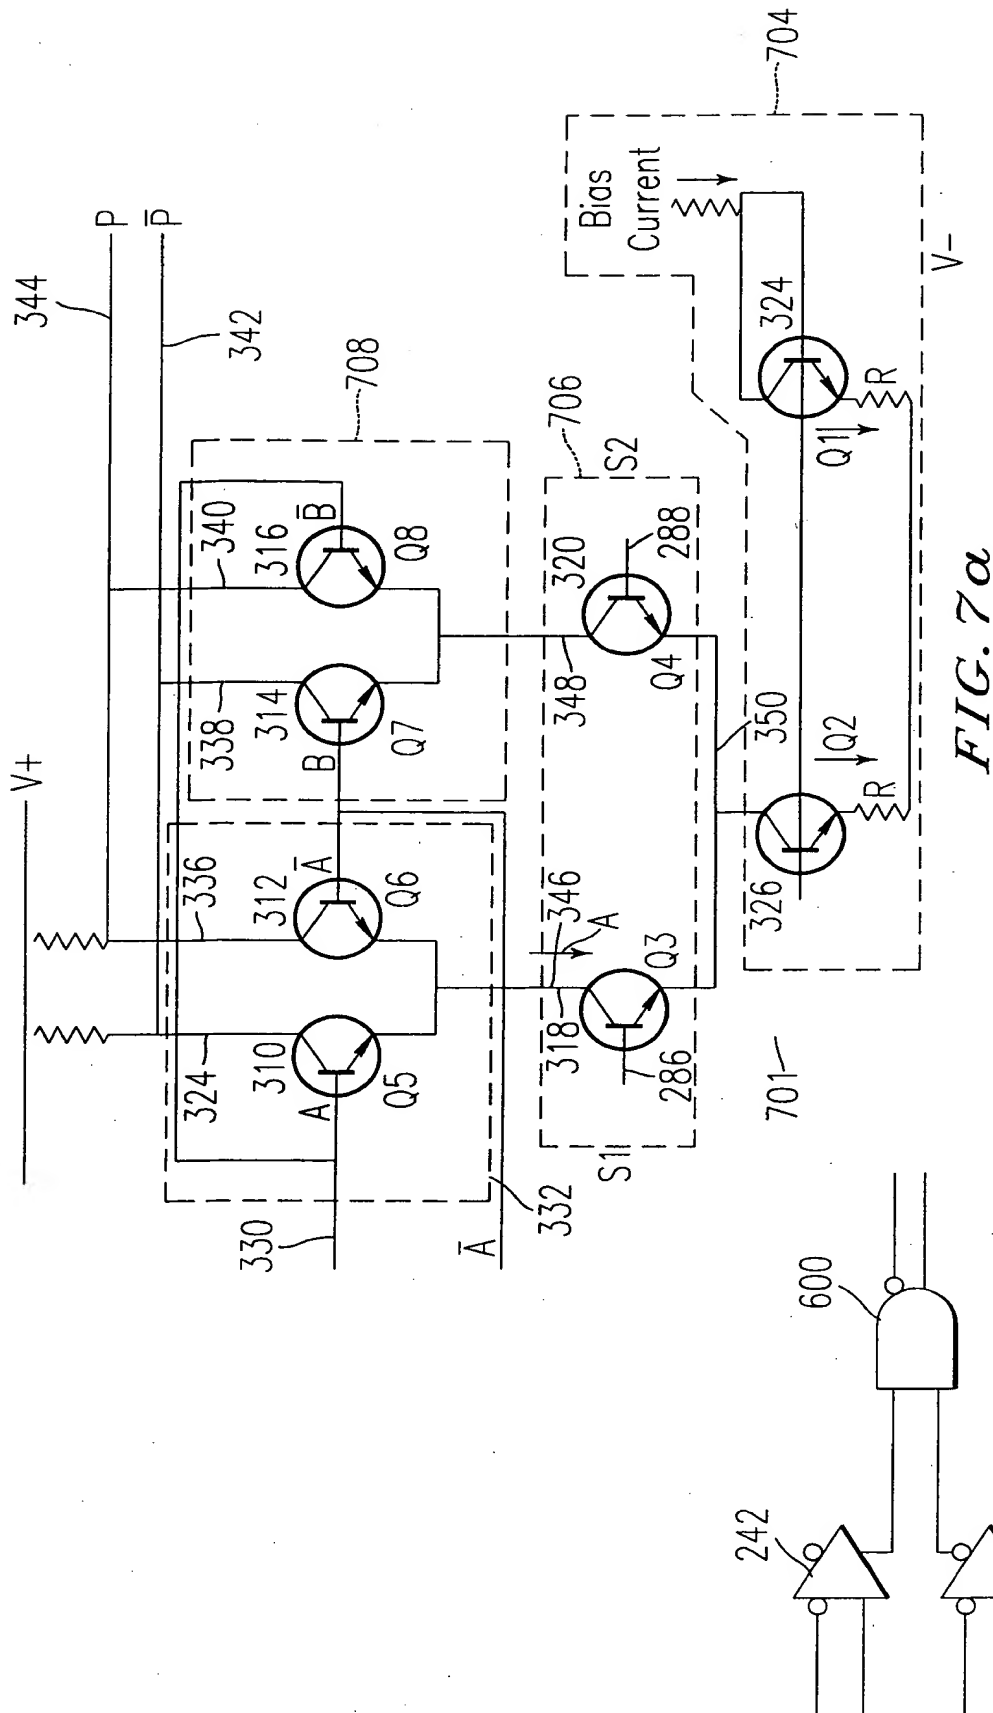 V+
344
P
P̄
342
324
336
338
340
708
310
312
314
316
A
Ā
B
B̄
Q5
Q6
Q7
Q8
330
Ā
332
346
A
348
706
S1
S2
318
320
Q3
Q4
286
288
350
701
326
324
Q2
Q1
R
R
Bias
Current
704
V-
242
600
FIG. 7a